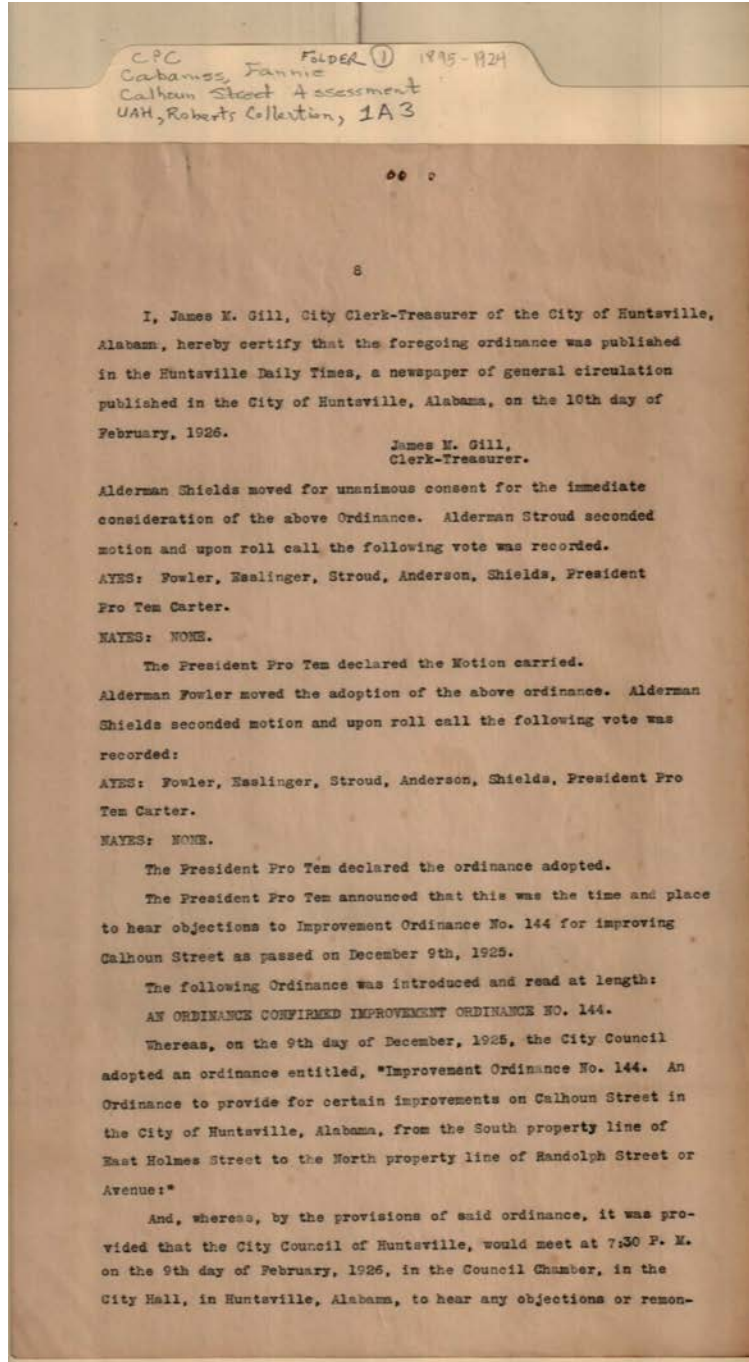 CPC FOLDER 1 1895-1924
Cabaniss, Fannie
Calhoun Street Assessment
UAH, Roberts Collection, 1A3
8
I, James M. Gill, City Clerk-Treasurer of the City of Huntsville,
Alabama, hereby certify that the foregoing ordinance was published
in the Huntsville Daily Times, a newspaper of general circulation
published in the City of Huntsville, Alabama, on the 10th day of
February, 1926.
James M. Gill,
Clerk-Treasurer.
Alderman Shields moved for unanimous consent for the immediate
consideration of the above Ordinance. Alderman Stroud seconded
motion and upon roll call the following vote was recorded.
AYES: Fowler, Esslinger, Stroud, Anderson, Shields, President
Pro Tem Carter.
NAYES: NONE.
The President Pro Tem declared the Motion carried.
Alderman Fowler moved the adoption of the above ordinance. Alderman
Shields seconded motion and upon roll call the following vote was
recorded:
AYES: Fowler, Esslinger, Stroud, Anderson, Shields, President Pro
Tem Carter.
NAYES: NONE.
The President Pro Tem declared the ordinance adopted.
The President Pro Tem announced that this was the time and place
to hear objections to Improvement Ordinance No. 144 for improving
Calhoun Street as passed on December 9th, 1925.
The following Ordinance was introduced and read at length:
AN ORDINANCE CONFIRMED IMPROVEMENT ORDINANCE NO. 144.
Whereas, on the 9th day of December, 1925, the City Council
adopted an ordinance entitled, "Improvement Ordinance No. 144. An
Ordinance to provide for certain improvements on Calhoun Street in
the City of Huntsville, Alabama, from the South property line of
East Holmes Street to the North property line of Randolph Street or
Avenue:"
And, whereas, by the provisions of said ordinance, it was pro-
vided that the City Council of Huntsville, would meet at 7:30 P. M.
on the 9th day of February, 1926, in the Council Chamber, in the
City Hall, in Huntsville, Alabama, to hear any objections or remon-